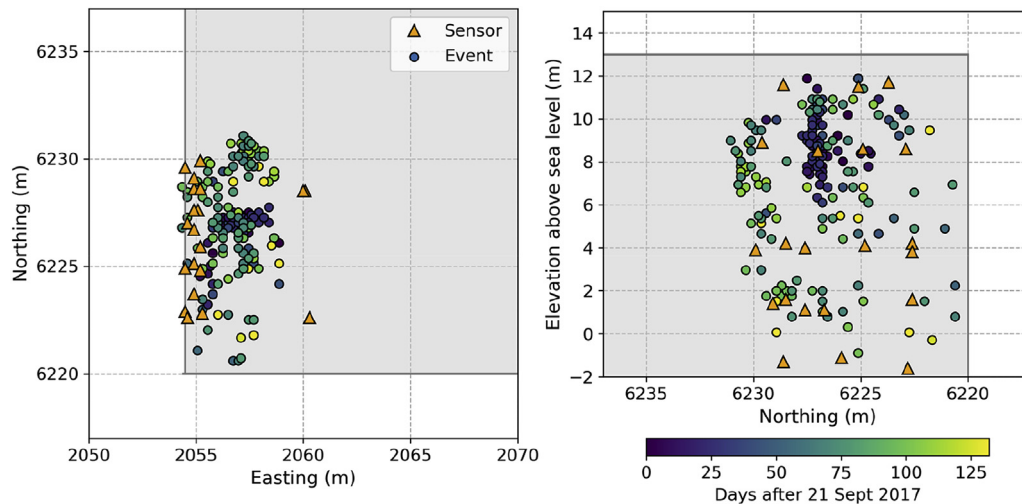 Sensor
Event
6235
6230
6225
6220
Northing (m)
2050 2055 2060 2065 2070
Easting (m)
14
12
10
8
6
4
2
0
−2
Elevation above sea level (m)
6235 6230 6225 6220
Northing (m)
0 25 50 75 100 125
Days after 21 Sept 2017